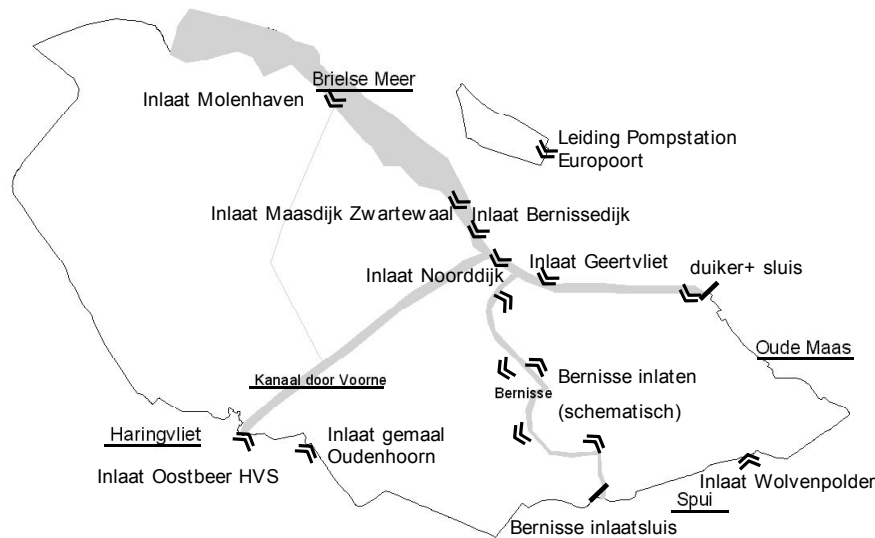 Brielse Meer
Inlaat Molenhaven
Leiding Pompstation
Europoort
Inlaat Maasdijk Zwartewaal
Inlaat Bernissedijk
Inlaat Noorddijk
Inlaat Geertvliet
duiker+ sluis
Oude Maas
Kanaal door Voorne
Bernisse
Bernisse inlaten
(schematisch)
Haringvliet
Inlaat gemaal
Oudenhoorn
Inlaat Oostbeer HVS
Inlaat Wolvenpolder
Spui
Bernisse inlaatsluis